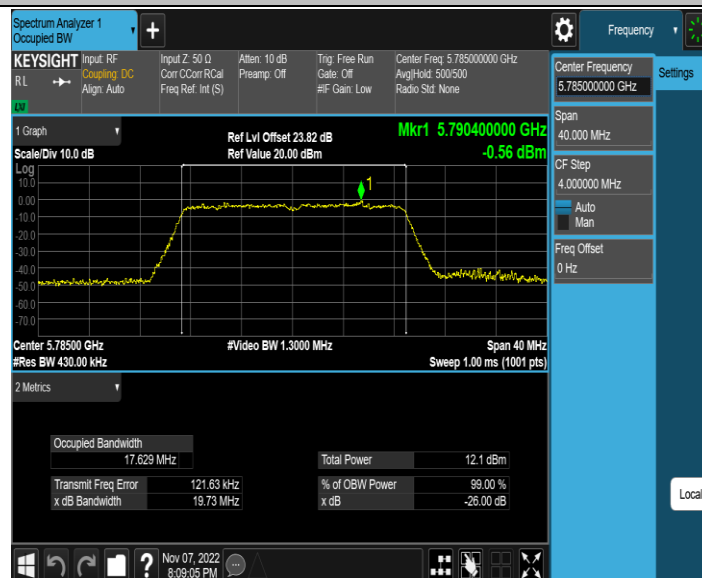 Spectrum Analyzer 1
Occupied BW
+
Frequency
KEYSIGHT
RL
LXI
Input: RF
Coupling: DC
Align: Auto
Input Z: 50 Ω
Corr CCorr RCal
Freq Ref: Int (S)
Atten: 10 dB
Preamp: Off
Trig: Free Run
Gate: Off
#IF Gain: Low
Center Freq: 5.785000000 GHz
Avg|Hold: 500/500
Radio Std: None
Center Frequency
5.785000000 GHz
Settings
Span
40.000 MHz
CF Step
4.000000 MHz
Auto
Man
Freq Offset
0 Hz
Local
1 Graph
Scale/Div 10.0 dB
Ref Lvl Offset 23.82 dB
Ref Value 20.00 dBm
Mkr1 5.790400000 GHz
-0.56 dBm
Log
10.0
0.00
-10.0
-20.0
-30.0
-40.0
-50.0
-60.0
-70.0
1
Center 5.78500 GHz
#Video BW 1.3000 MHz
Span 40 MHz
#Res BW 430.00 kHz
Sweep 1.00 ms (1001 pts)
2 Metrics
Occupied Bandwidth
17.629 MHz
Total Power 12.1 dBm
Transmit Freq Error 121.63 kHz
% of OBW Power 99.00 %
x dB Bandwidth 19.73 MHz
x dB -26.00 dB
?
Nov 07, 2022
8:09:05 PM